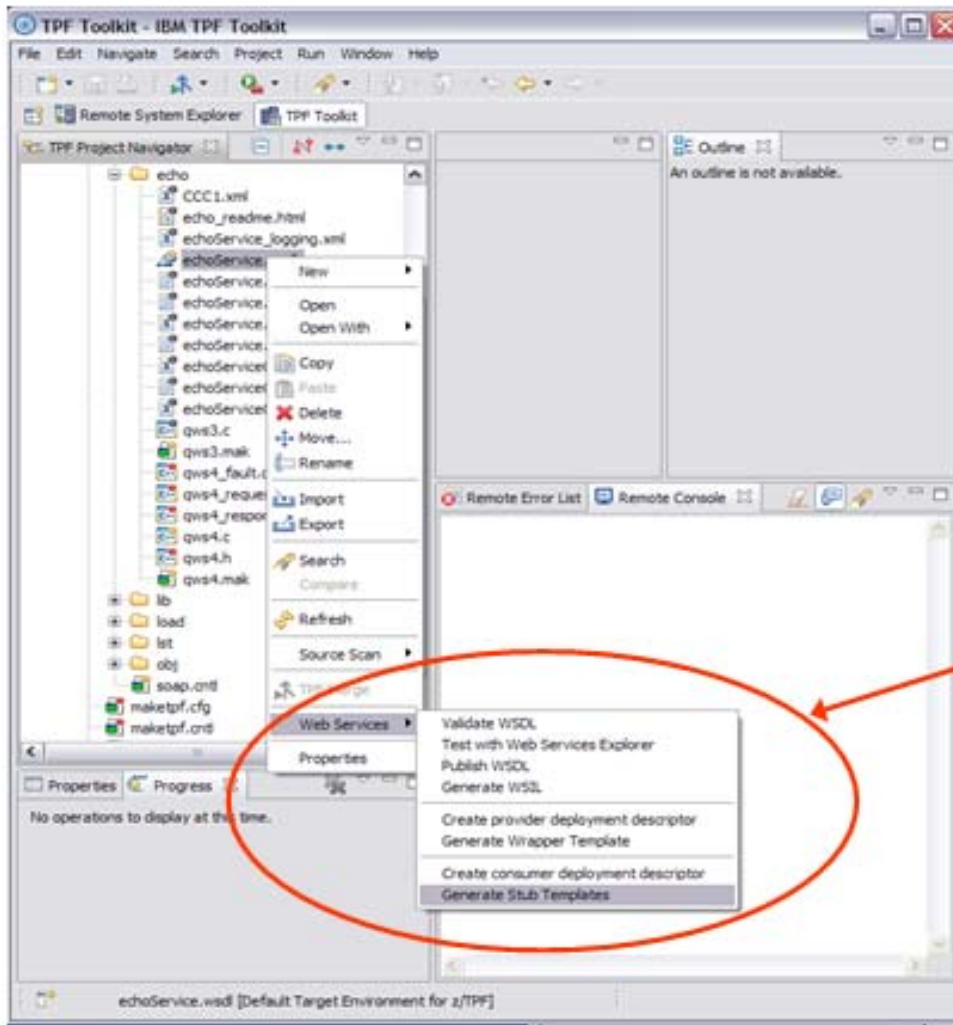 TPF Toolkit - IBM TPF Toolkit
File Edit Navigate Search Project Run Window Help
Remote System Explorer TPF Toolkit
TPF Project Navigator
echo
CCC1.xml
echo_readme.html
echoService_logging.xml
echoService.
echoService.
echoService.
echoService.
echoService.
echoService
echoService
echoService
qws3.c
qws3.mak
qws4_fault.c
qws4_reque
qws4_respor
qws4.c
qws4.h
qws4.mak
lib
load
lst
obj
soap.cntl
maketpf.cfg
maketpf.cntl
New
Open
Open With
Copy
Paste
Delete
Move...
Rename
Import
Export
Search
Compare
Refresh
Source Scan
TPF Merge
Web Services
Properties
Validate WSDL
Test with Web Services Explorer
Publish WSDL
Generate WSIL
Create provider deployment descriptor
Generate Wrapper Template
Create consumer deployment descriptor
Generate Stub Templates
Outline
An outline is not available.
Remote Error List Remote Console
Properties Progress
No operations to display at this time.
echoService.wsdl [Default Target Environment for z/TPF]